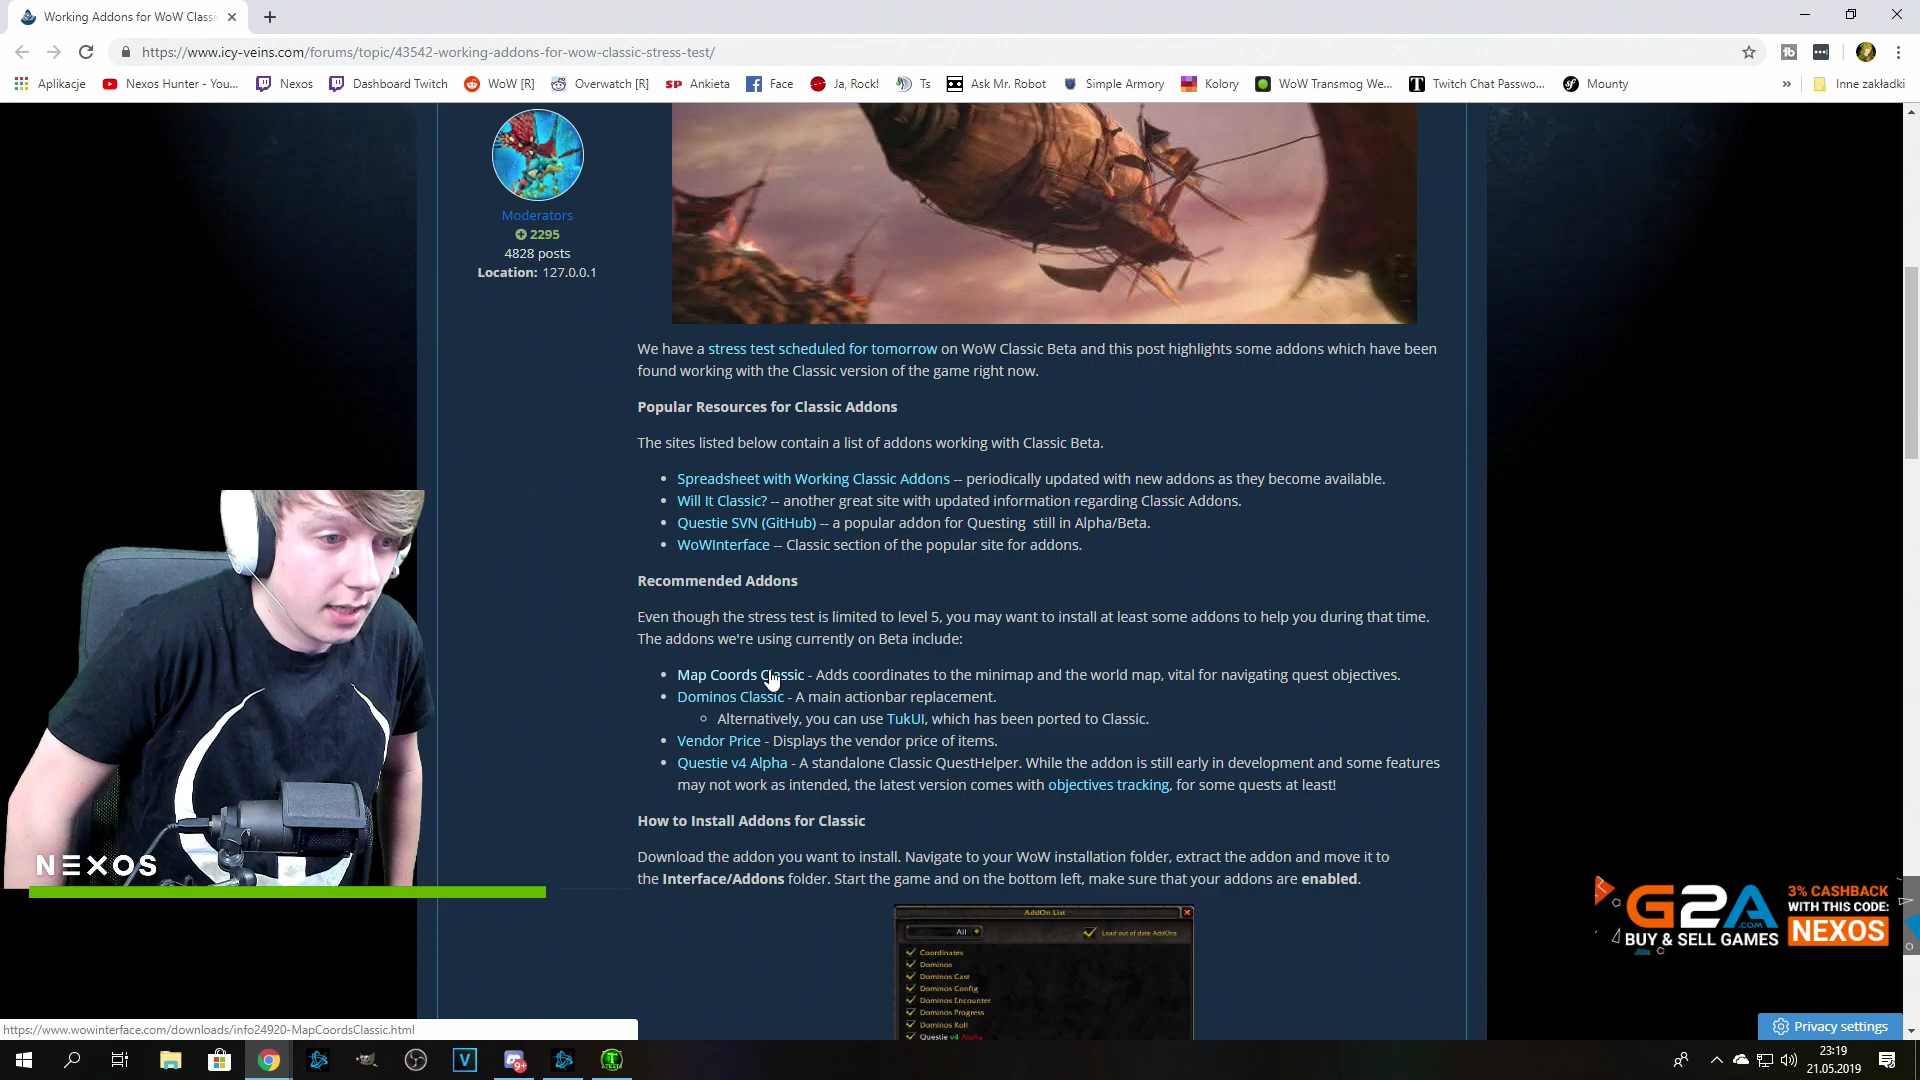 Working Addons for WoW Classi
https://www.icy-veins.com/forums/topic/43542-working-addons-for-wow-classic-stress-test/
Aplikacje
Nexos Hunter - You...
Nexos
Dashboard Twitch
WoW [R]
Overwatch [R]
SP Ankieta
Face
Ja, Rock!
Ts
Ask Mr. Robot
Simple Armory
Kolory
WoW Transmog We...
Twitch Chat Passwo...
Mounty
»
Inne zakładki
Moderators
2295
4828 posts
Location: 127.0.0.1
We have a stress test scheduled for tomorrow on WoW Classic Beta and this post highlights some addons which have been
found working with the Classic version of the game right now.
Popular Resources for Classic Addons
The sites listed below contain a list of addons working with Classic Beta.
• Spreadsheet with Working Classic Addons -- periodically updated with new addons as they become available.
• Will It Classic? -- another great site with updated information regarding Classic Addons.
• Questie SVN (GitHub) -- a popular addon for Questing still in Alpha/Beta.
• WoWInterface -- Classic section of the popular site for addons.
Recommended Addons
Even though the stress test is limited to level 5, you may want to install at least some addons to help you during that time.
The addons we're using currently on Beta include:
• Map Coords Classic - Adds coordinates to the minimap and the world map, vital for navigating quest objectives.
• Dominos Classic - A main actionbar replacement.
◦ Alternatively, you can use TukUI, which has been ported to Classic.
• Vendor Price - Displays the vendor price of items.
• Questie v4 Alpha - A standalone Classic QuestHelper. While the addon is still early in development and some features
may not work as intended, the latest version comes with objectives tracking, for some quests at least!
How to Install Addons for Classic
Download the addon you want to install. Navigate to your WoW installation folder, extract the addon and move it to
the Interface/Addons folder. Start the game and on the bottom left, make sure that your addons are enabled.
AddOn List
All
Load out of date AddOns
Coordinates
Dominos
Dominos Cast
Dominos Config
Dominos Encounter
Dominos Progress
Dominos Roll
Questie v4 Alpha
NEXOS
G2A.COM
BUY & SELL GAMES
3% CASHBACK
WITH THIS CODE:
NEXOS
Privacy settings
https://www.wowinterface.com/downloads/info24920-MapCoordsClassic.html
V
9+
TEST
23:19
21.05.2019